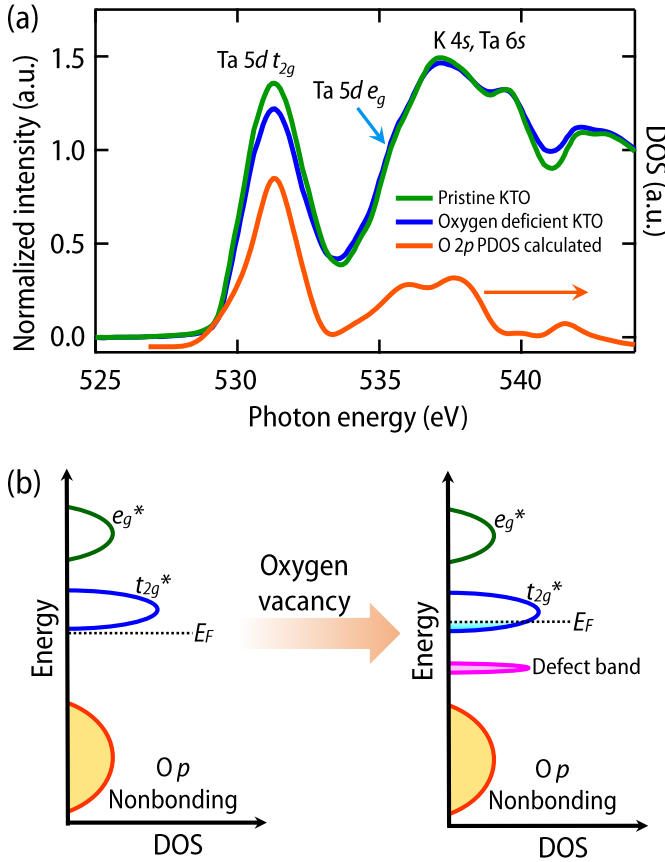 (a)
Normalized intensity (a.u.)
DOS (a.u.)
1.5
1.0
0.5
0.0
Ta 5d t2g
Ta 5d eg
K 4s, Ta 6s
Pristine KTO
Oxygen deficient KTO
O 2p PDOS calculated
525
530
535
540
Photon energy (eV)
(b)
Energy
eg*
t2g*
EF
O p
Nonbonding
DOS
Oxygen
vacancy
Energy
eg*
t2g*
EF
Defect band
O p
Nonbonding
DOS